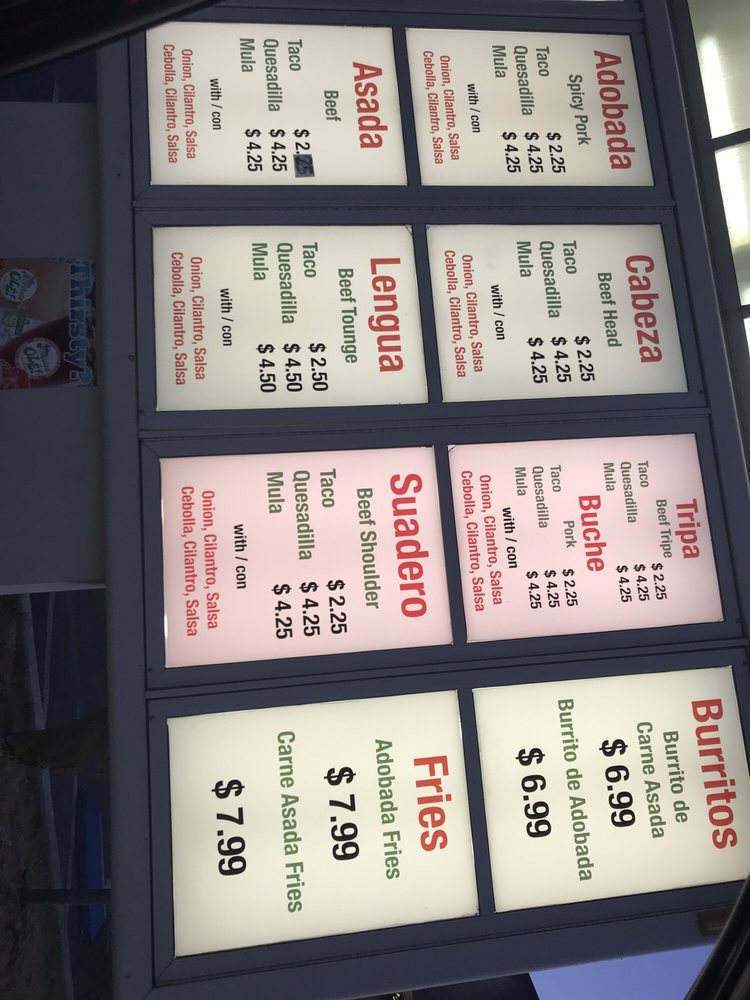 Adobada
Spicy Pork
Taco $ 2.25
Quesadilla $ 4.25
Mula $ 4.25
with / con
Onion, Cilantro, Salsa
Cebolla, Cilantro, Salsa
Cabeza
Beef Head
Taco $ 2.25
Quesadilla $ 4.25
Mula $ 4.25
with / con
Onion, Cilantro, Salsa
Cebolla, Cilantro, Salsa
Tripa
Beef Tripe
Taco $ 2.25
Quesadilla $ 4.25
Mula $ 4.25
Buche
Pork
Taco $ 2.25
Quesadilla $ 4.25
Mula $ 4.25
with / con
Onion, Cilantro, Salsa
Cebolla, Cilantro, Salsa
Burritos
Burrito de
Carne Asada
$ 6.99
Burrito de Adobada
$ 6.99
Asada
Beef
Taco $ 2.25
Quesadilla $ 4.25
Mula $ 4.25
with / con
Onion, Cilantro, Salsa
Cebolla, Cilantro, Salsa
Lengua
Beef Tounge
Taco $ 2.50
Quesadilla $ 4.50
Mula $ 4.50
with / con
Onion, Cilantro, Salsa
Cebolla, Cilantro, Salsa
Suadero
Beef Shoulder
Taco $ 2.25
Quesadilla $ 4.25
Mula $ 4.25
with / con
Onion, Cilantro, Salsa
Cebolla, Cilantro, Salsa
Fries
Adobada Fries
$ 7.99
Carne Asada Fries
$ 7.99
Thirsty?